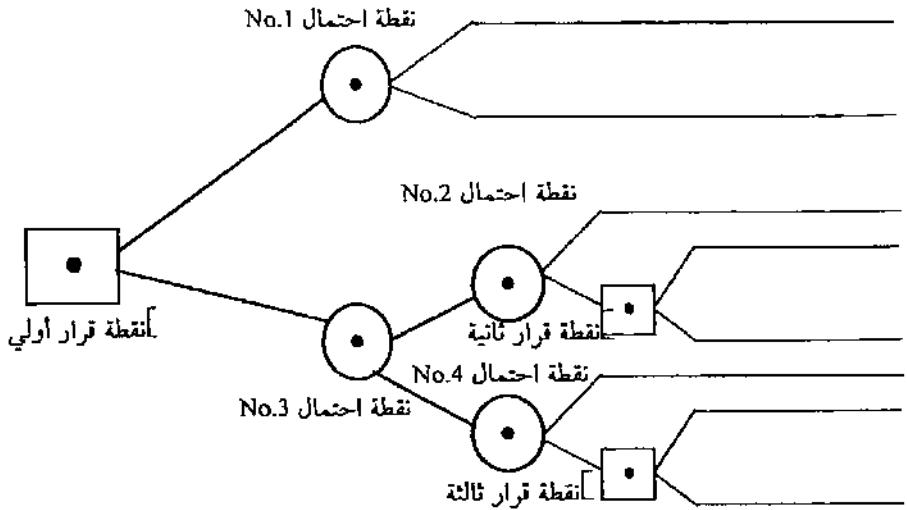 نقطة احتمال No.1
نقطة احتمال No.2
نقطة قرار أولي
نقطة قرار ثانية
نقطة احتمال No.4
نقطة احتمال No.3
نقطة قرار ثالثة